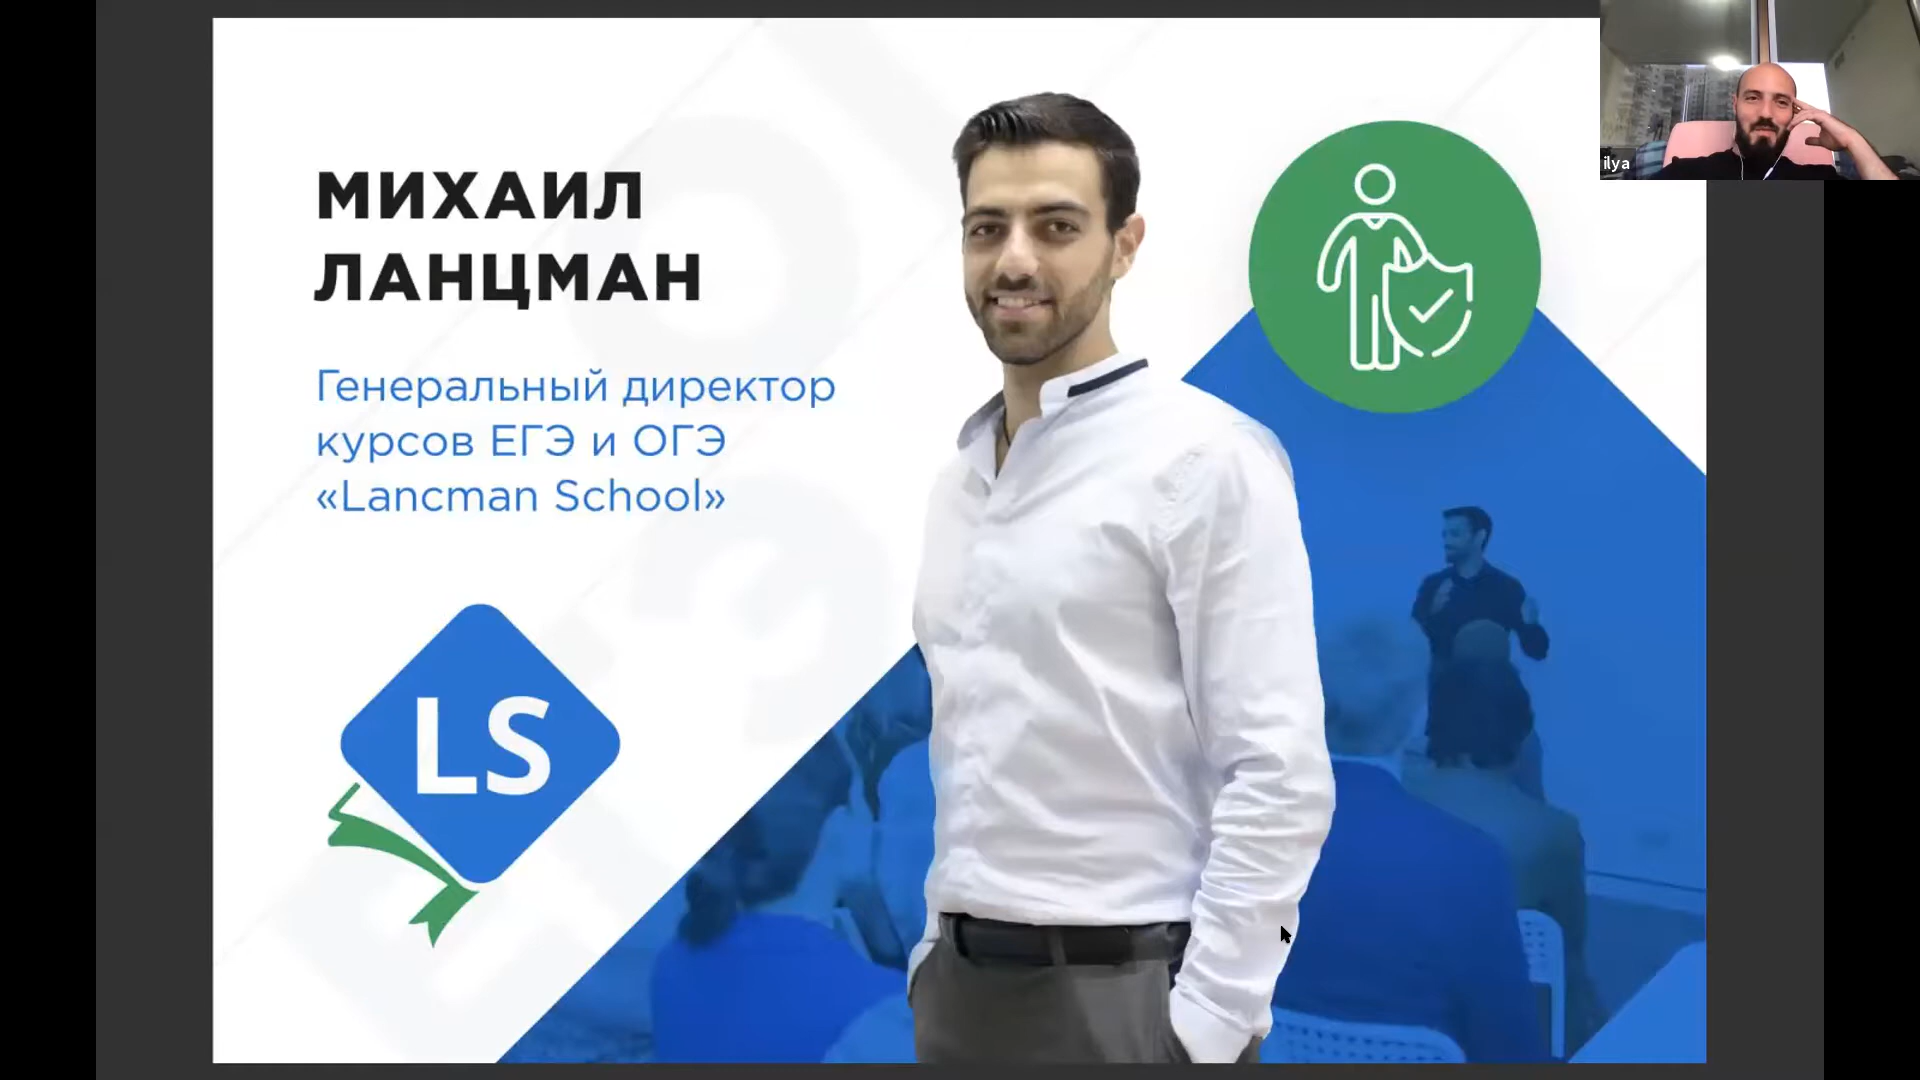 МИХАИЛ
ЛАНЦМАН
Генеральный директор
курсов ЕГЭ и ОГЭ
«Lancman School»
LS
ilya